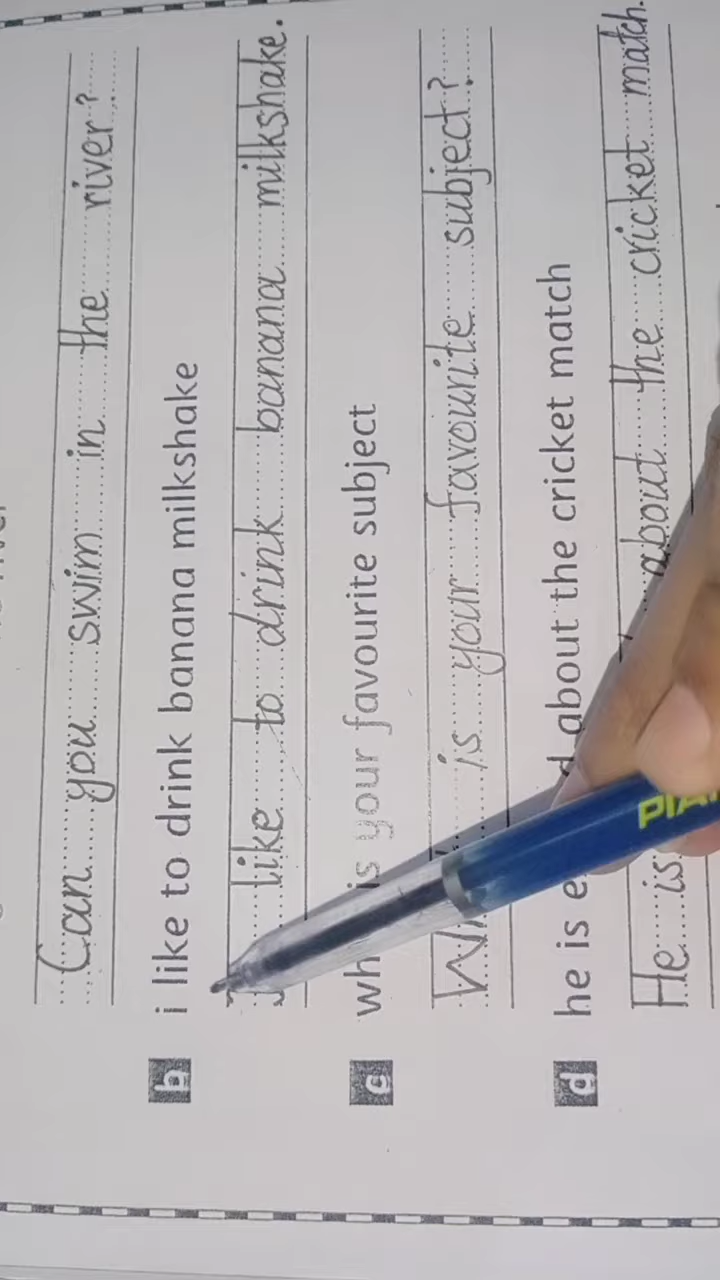 Can you swim in the river?
b i like to drink banana milkshake
I like to drink banana milkshake.
c is your favourite subject
is your favourite subject?
d he is about the cricket match
He is about the cricket match.